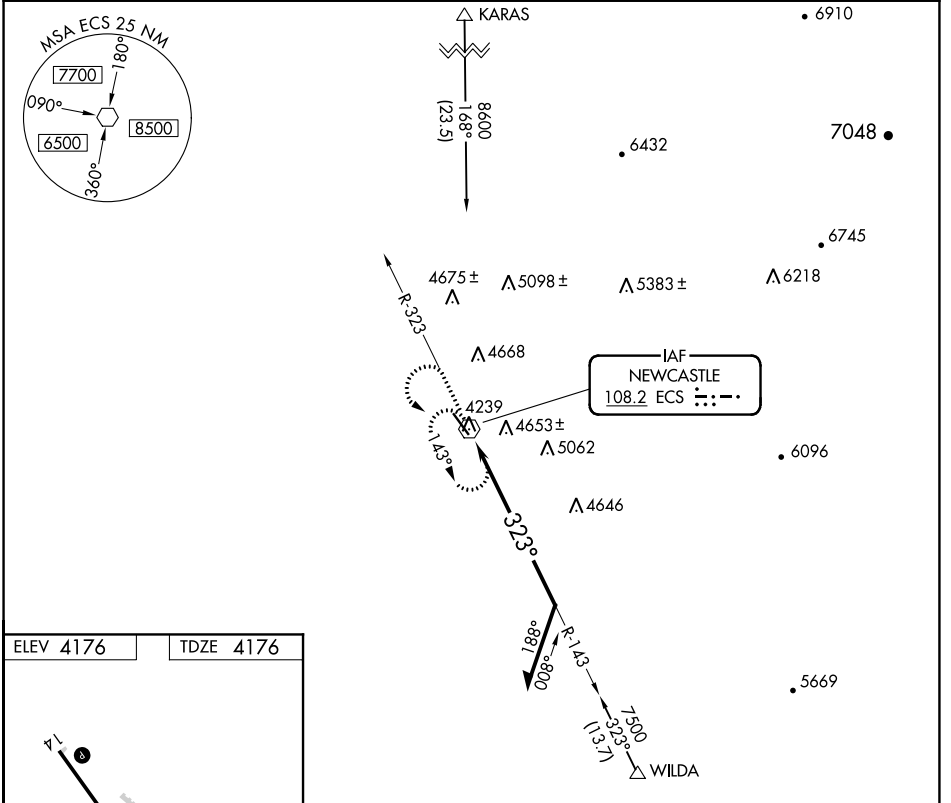 MSA ECS 25 NM
180°
7700
090°
8500
6500
360°
KARAS
8600
168°
(23.5)
6910
7048
6432
6745
R-323
4675 ±
5098 ±
5383 ±
6218
4668
IAF
NEWCASTLE
108.2 ECS
4239
4653 ±
5062
143°
6096
4646
323°
188°
008°
R-143
5669
7500
323°
(13.7)
WILDA
ELEV 4176
TDZE 4176
14
P